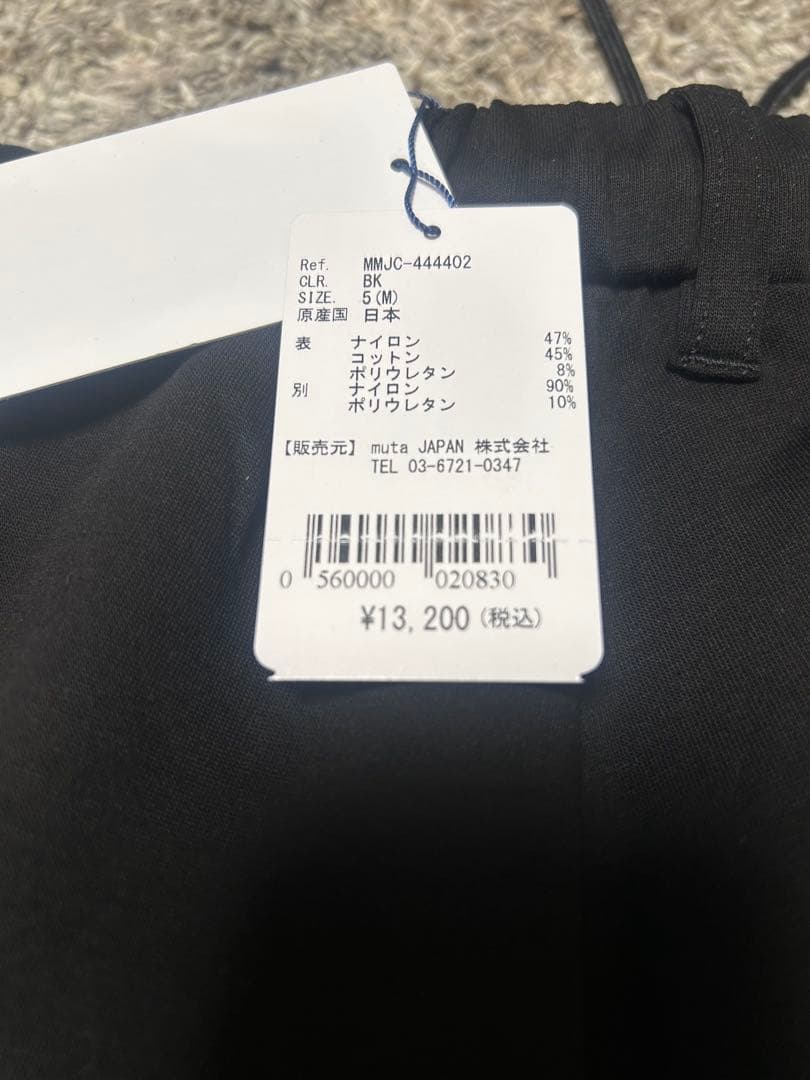 Ref. MMJC-444402
CLR. BK
SIZE. 5(M)
原産国 日本
表 ナイロン 47%
コットン 45%
ポリウレタン 8%
別 ナイロン 90%
ポリウレタン 10%
【販売元】 muta JAPAN 株式会社
TEL 03-6721-0347
0 560000 020830
¥13,200(税込)